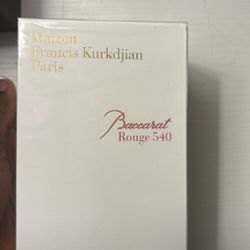 Maison
Francis Kurkdjian
Paris
Baccarat
Rouge 540